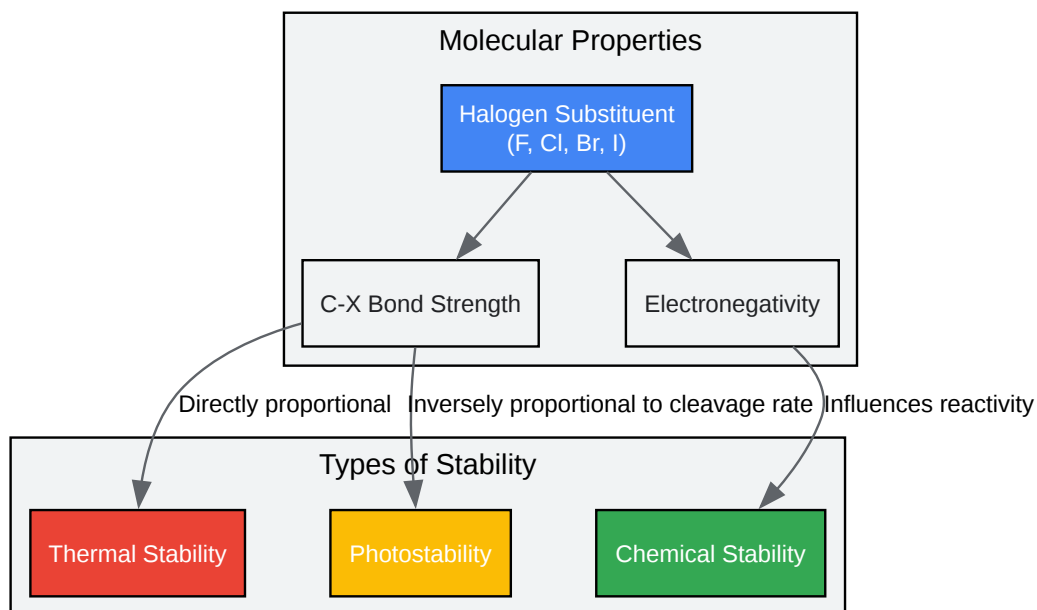 Molecular Properties
Halogen Substituent
(F, Cl, Br, I)
C-X Bond Strength
Electronegativity
Directly proportional
Inversely proportional to cleavage rate
Influences reactivity
Types of Stability
Thermal Stability
Photostability
Chemical Stability